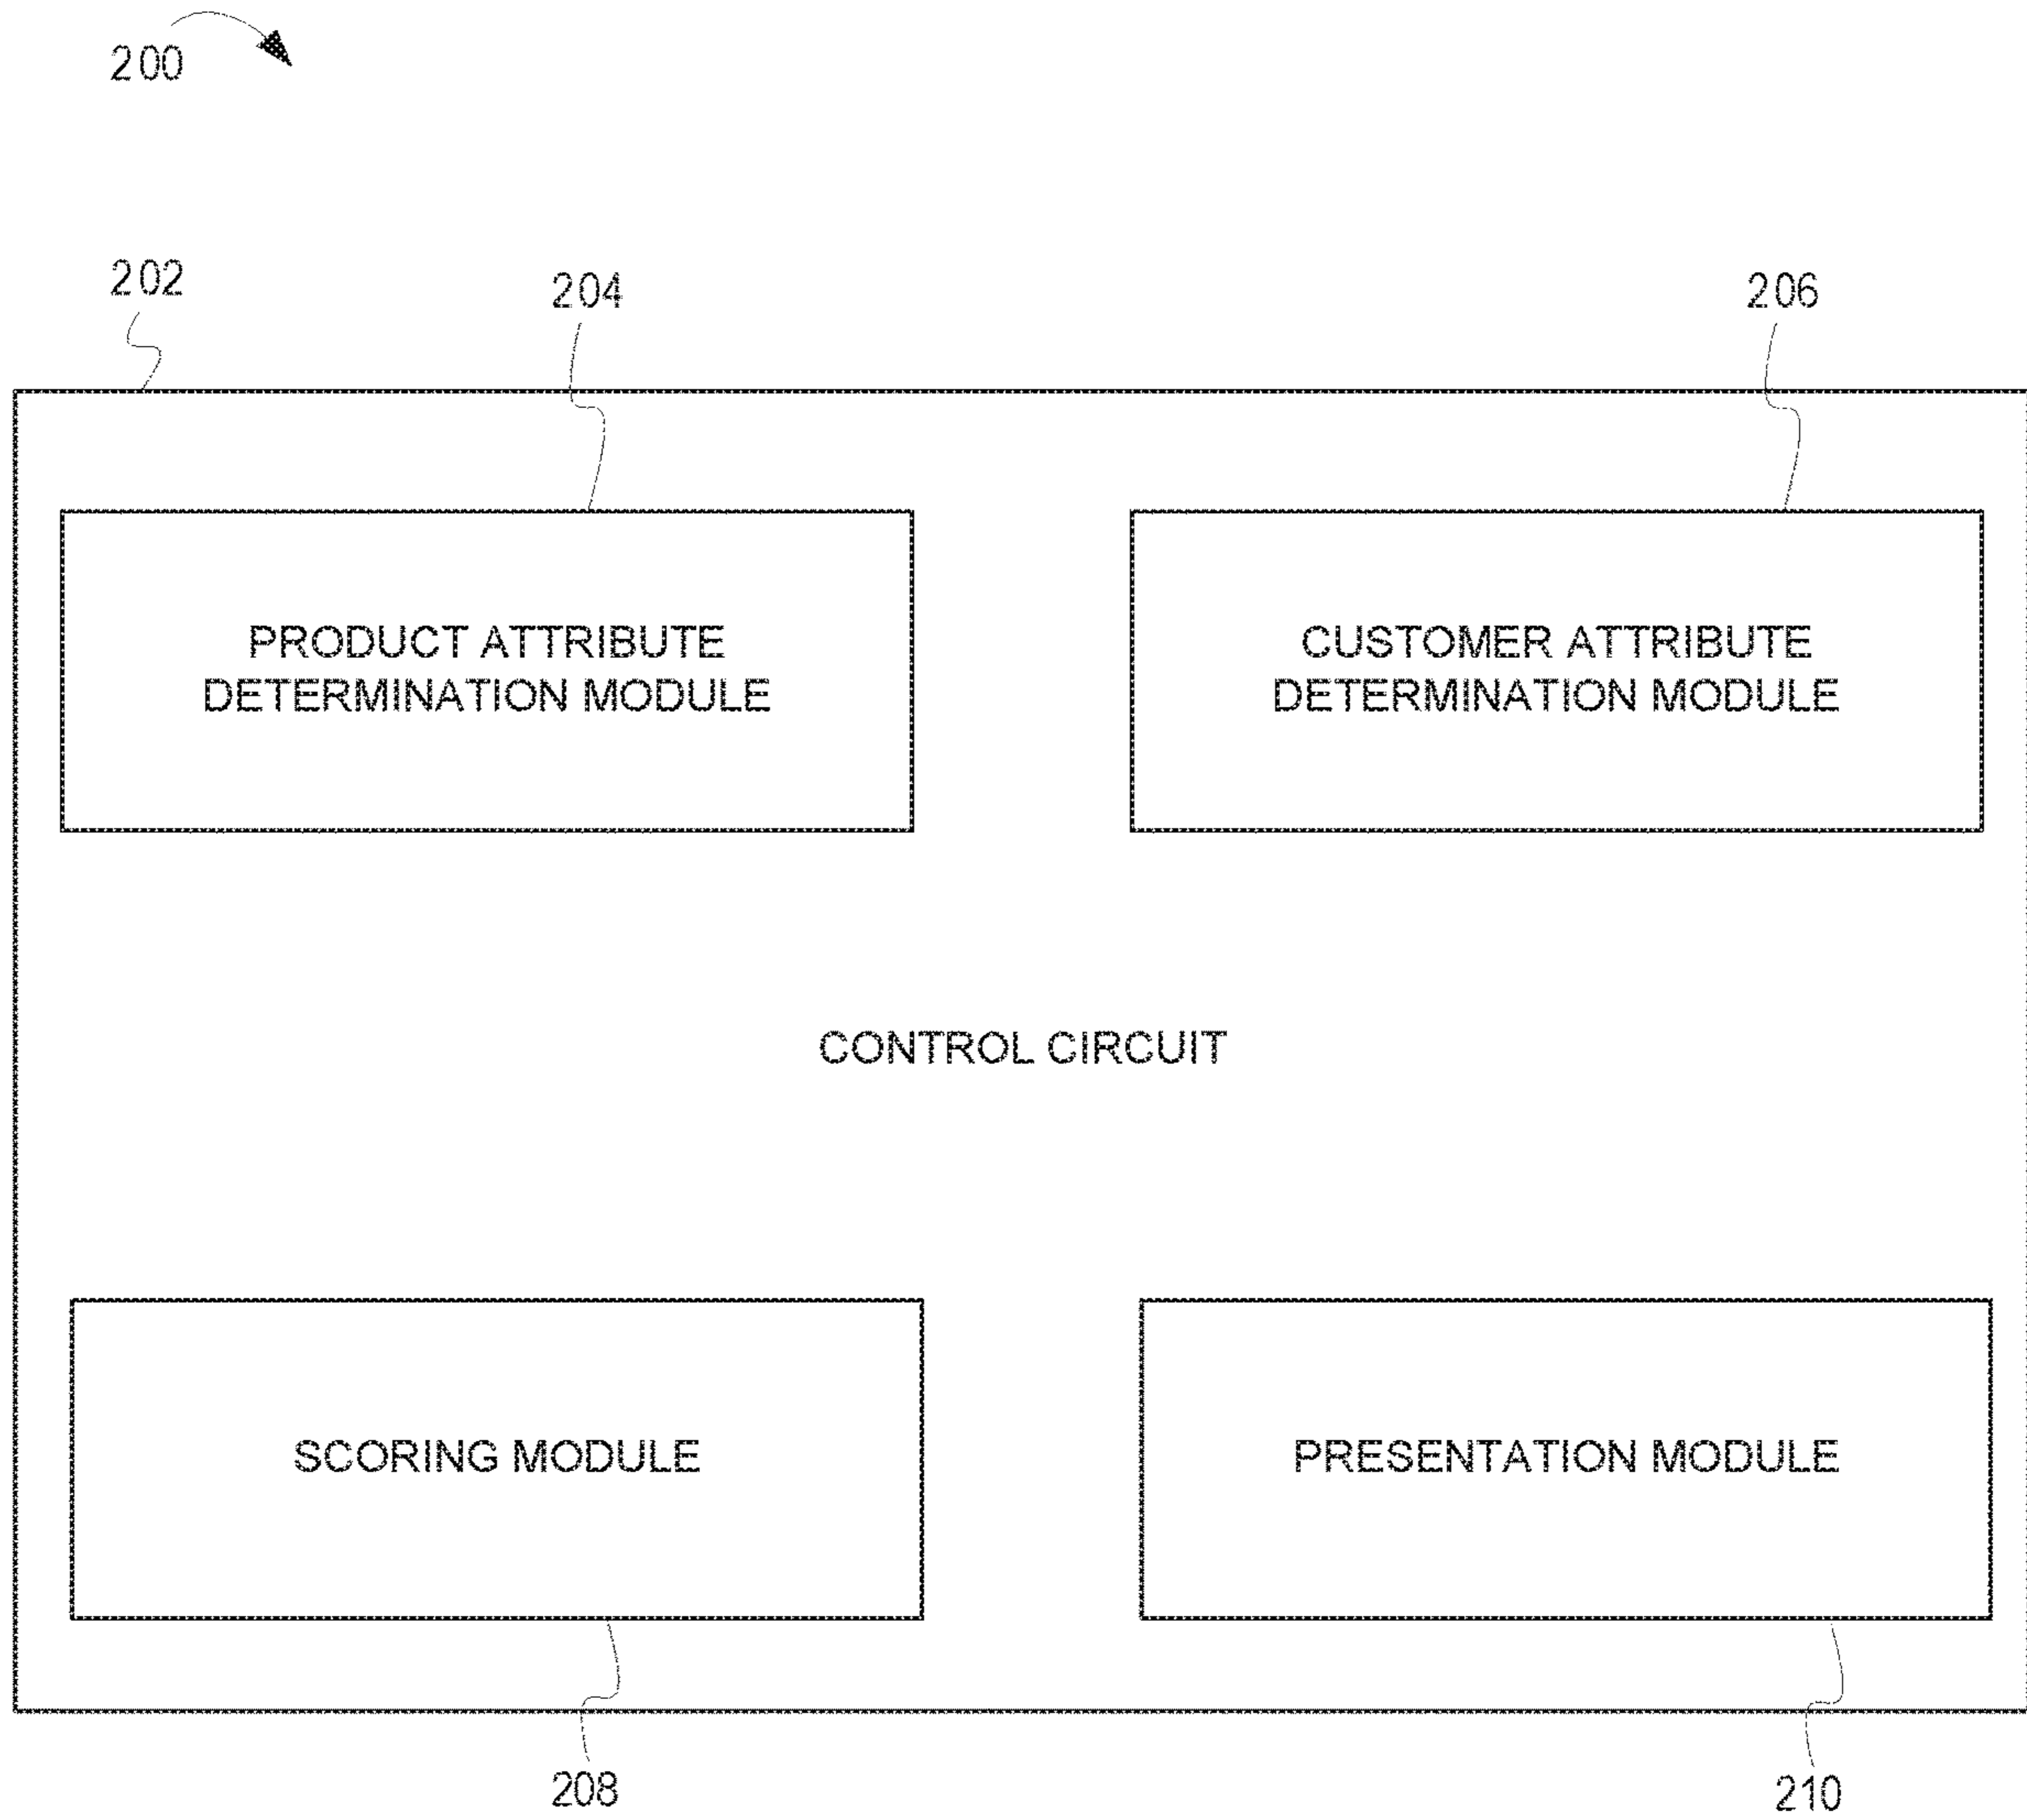 200
202
204
206
PRODUCT ATTRIBUTE
DETERMINATION MODULE
CUSTOMER ATTRIBUTE
DETERMINATION MODULE
CONTROL CIRCUIT
SCORING MODULE
PRESENTATION MODULE
208
210